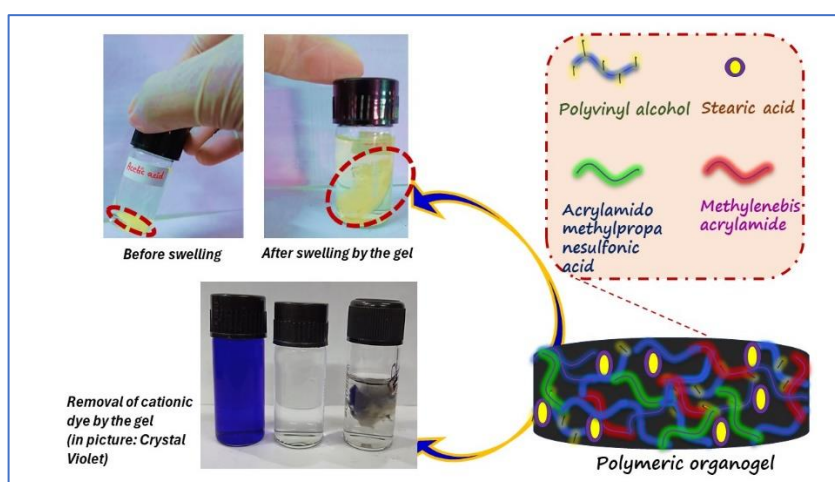 Acetic acid
Before swelling
After swelling by the gel
Polyvinyl alcohol
Stearic acid
Acrylamido
methylpropa
nesulfonic
acid
Methylenebis
acrylamide
Removal of cationic
dye by the gel
(in picture: Crystal
Violet)
Polymeric organogel